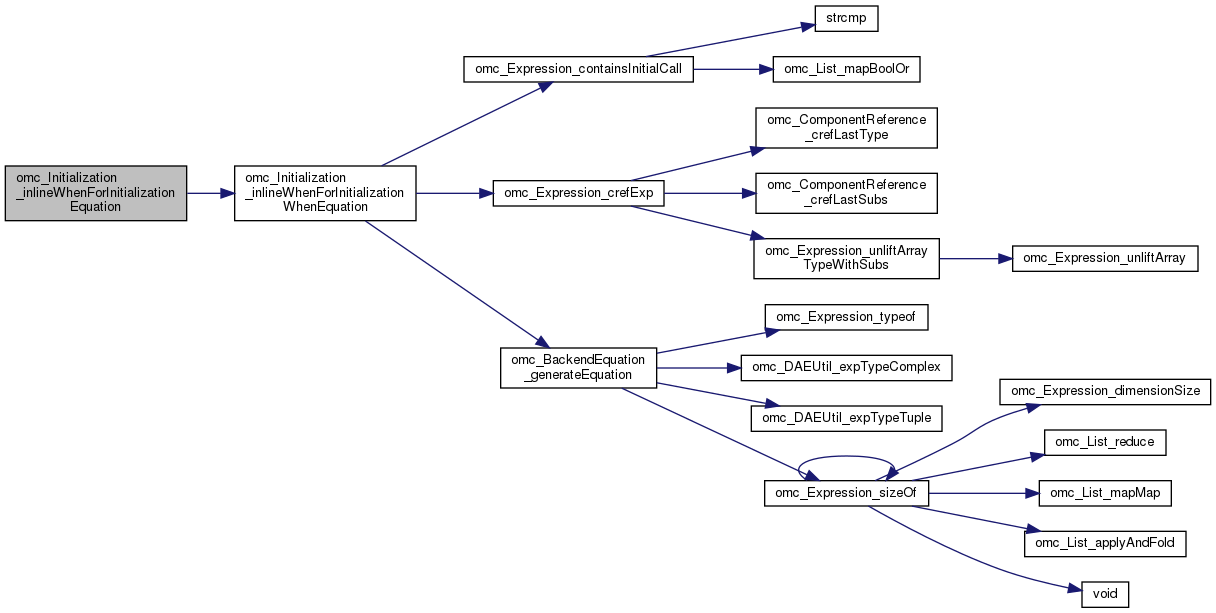 omc_Initialization
_inlineWhenForInitialization
Equation
omc_Initialization
_inlineWhenForInitialization
WhenEquation
omc_Expression_containsInitialCall
strcmp
omc_List_mapBoolOr
omc_Expression_crefExp
omc_ComponentReference
_crefLastType
omc_ComponentReference
_crefLastSubs
omc_Expression_unliftArray
TypeWithSubs
omc_Expression_unliftArray
omc_BackendEquation
_generateEquation
omc_Expression_typeof
omc_DAEUtil_expTypeComplex
omc_DAEUtil_expTypeTuple
omc_Expression_sizeOf
omc_Expression_dimensionSize
omc_List_reduce
omc_List_mapMap
omc_List_applyAndFold
void